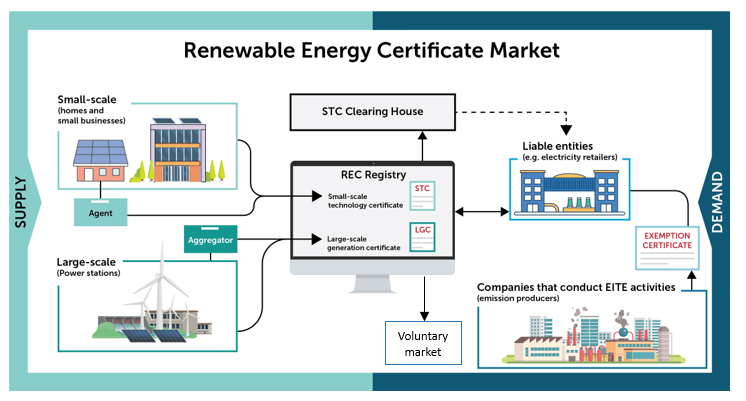 Renewable Energy Certificate Market
SUPPLY
Small-scale
(homes and
small businesses)
Agent
Aggregator
Large-scale
(Power stations)
STC Clearing House
REC Registry
Small-scale
technology certificate
STC
Large-scale
generation certificate
LGC
Voluntary
market
Liable entities
(e.g. electricity retailers)
EXEMPTION
CERTIFICATE
Companies that conduct EITE activities
(emission producers)
DEMAND